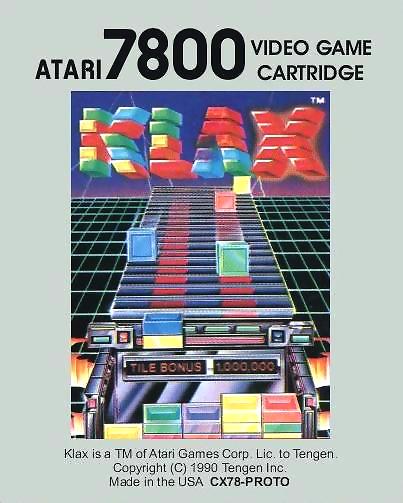 ATARI 7800 VIDEO GAME
CARTRIDGE
TM
KLAX
TILE BONUS - 1,000,000
Klax is a TM of Atari Games Corp. Lic. to Tengen.
Copyright (C) 1990 Tengen Inc.
Made in the USA CX78-PROTO